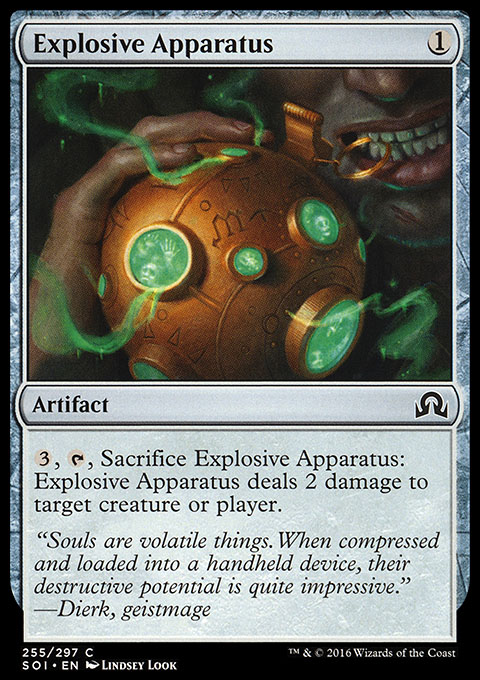 Explosive Apparatus 1
Artifact
3, , Sacrifice Explosive Apparatus:
Explosive Apparatus deals 2 damage to
target creature or player.
“Souls are volatile things. When compressed
and loaded into a handheld device, their
destructive potential is quite impressive.”
—Dierk, geistmage
255/297 C
SOI • EN Lindsey Look
™ & © 2016 Wizards of the Coast